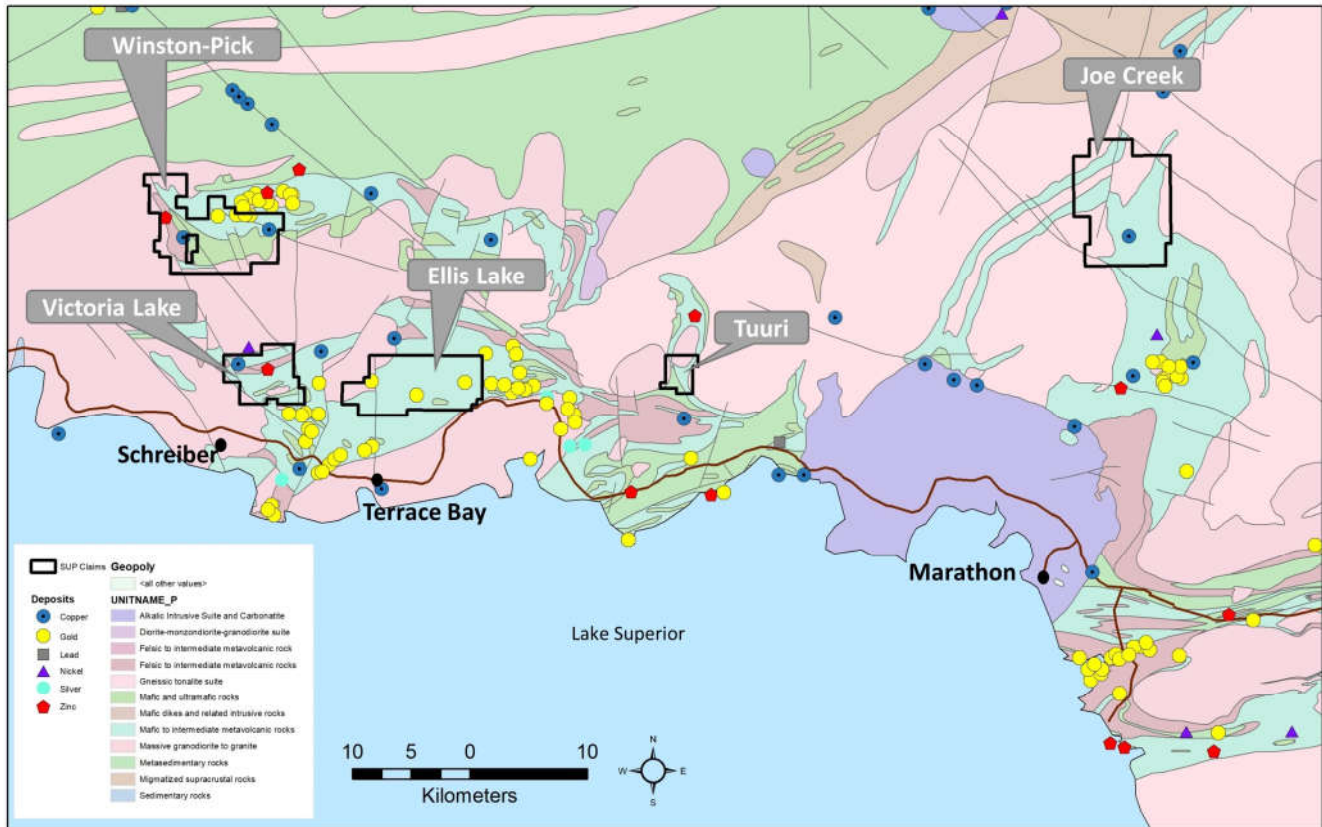 Winston-Pick
Joe Creek
Ellis Lake
Victoria Lake
Tuuri
Schreiber
Terrace Bay
Marathon
Lake Superior
SUP Claims
Geopoly
<all other values>
Deposits
UNITNAME_P
Copper
Gold
Lead
Nickel
Silver
Zinc
Alkalic Intrusive Suite and Carbonatite
Diorite-monzondiorite-granodiorite suite
Felsic to intermediate metavolcanic rock
Felsic to intermediate metavolcanic rocks
Gneissic tonalite suite
Mafic and ultramafic rocks
Mafic dikes and related intrusive rocks
Mafic to intermediate metavolcanic rocks
Massive granodiorite to granite
Metasedimentary rocks
Migmatized supracrustal rocks
Sedimentary rocks
10 5 0 10
Kilometers
N
W E
S